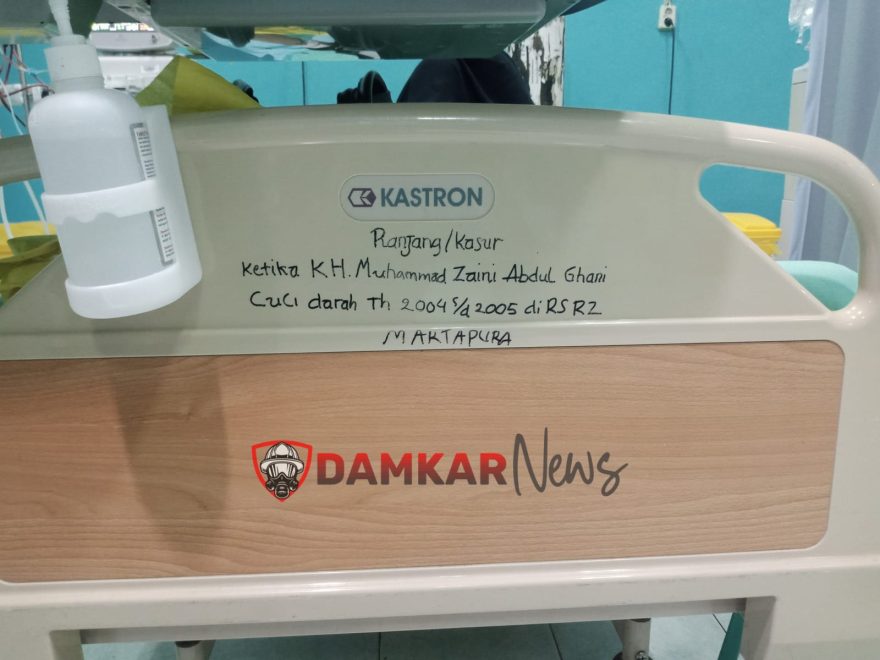 KASTRON
Ranjang/Kasur
Ketika KH. Muhammad Zaini Abdul Ghani
Cuci darah Th 2004 s/d 2005 di RS RZ
MARTAPURA
DAMKAR News